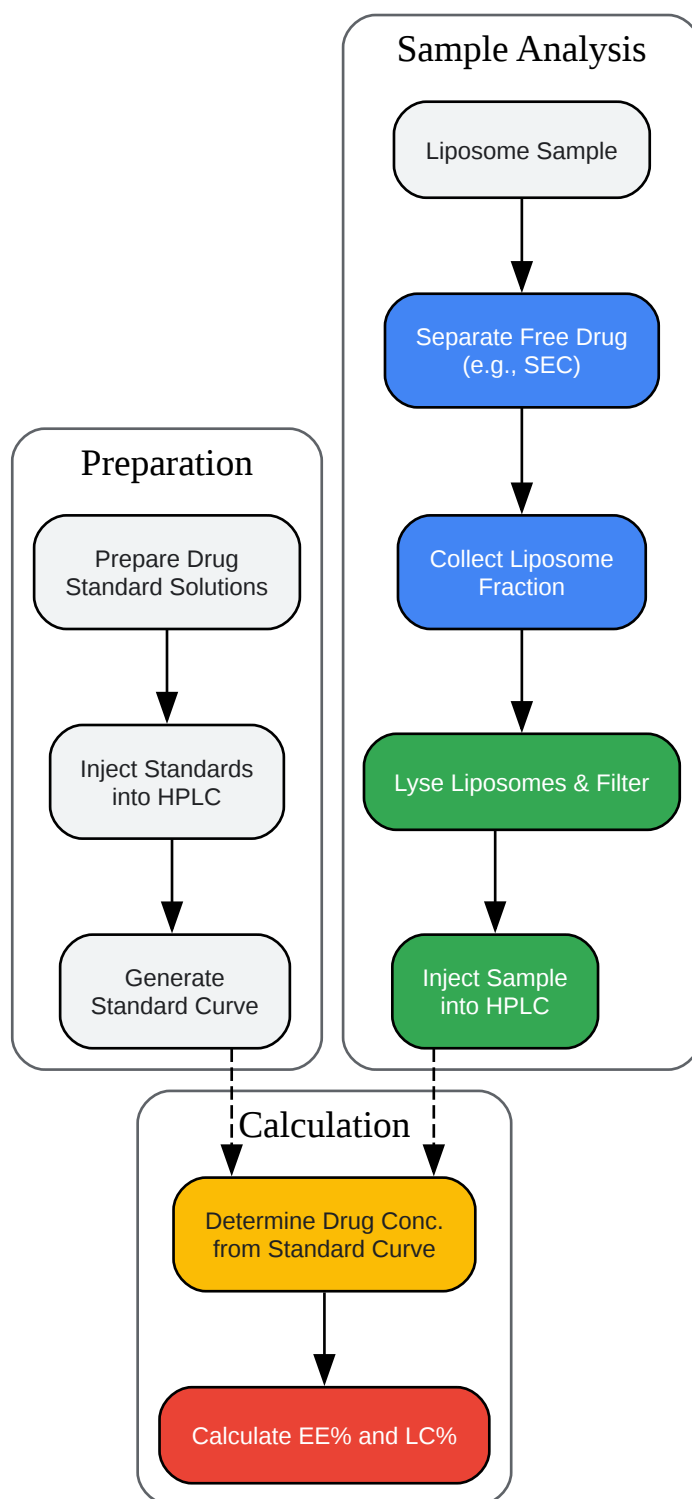 Sample Analysis
Liposome Sample
Separate Free Drug
(e.g., SEC)
Collect Liposome
Fraction
Lyse Liposomes & Filter
Inject Sample
into HPLC
Preparation
Prepare Drug
Standard Solutions
Inject Standards
into HPLC
Generate
Standard Curve
Calculation
Determine Drug Conc.
from Standard Curve
Calculate EE% and LC%